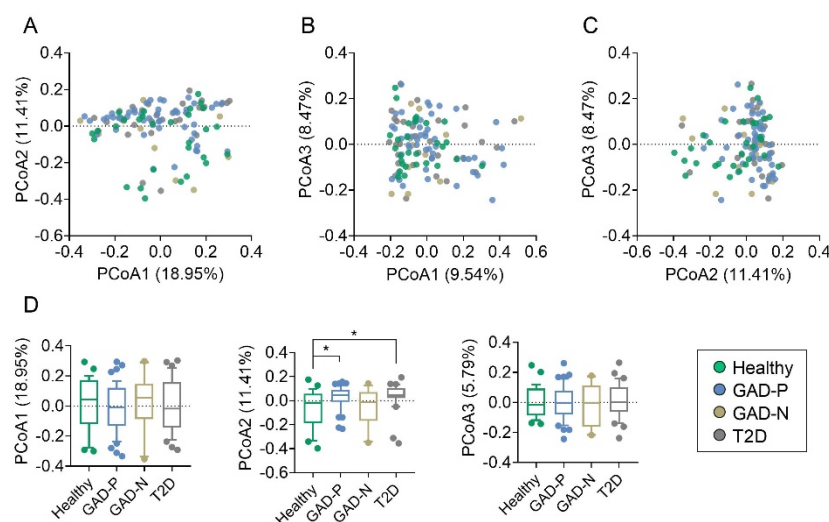 A
B
C
0.4
0.2
0.0
-0.2
-0.4
-0.6
PCoA2 (11.41%)
-0.4 -0.2 0.0 0.2 0.4
PCoA1 (18.95%)
0.4
0.2
0.0
-0.2
-0.4
PCoA3 (8.47%)
-0.4 -0.2 0.0 0.2 0.4 0.6
PCoA1 (9.54%)
0.4
0.2
0.0
-0.2
-0.4
PCoA3 (8.47%)
-0.6 -0.4 -0.2 0.0 0.2 0.4
PCoA2 (11.41%)
D
0.4
0.2
0.0
-0.2
-0.4
PCoA1 (18.95%)
Healthy GAD-P GAD-N T2D
0.4
0.2
0.0
-0.2
-0.4
-0.6
PCoA2 (11.41%)
*
*
Healthy GAD-P GAD-N T2D
0.4
0.2
0.0
-0.2
-0.4
PCoA3 (5.79%)
Healthy GAD-P GAD-N T2D
Healthy
GAD-P
GAD-N
T2D